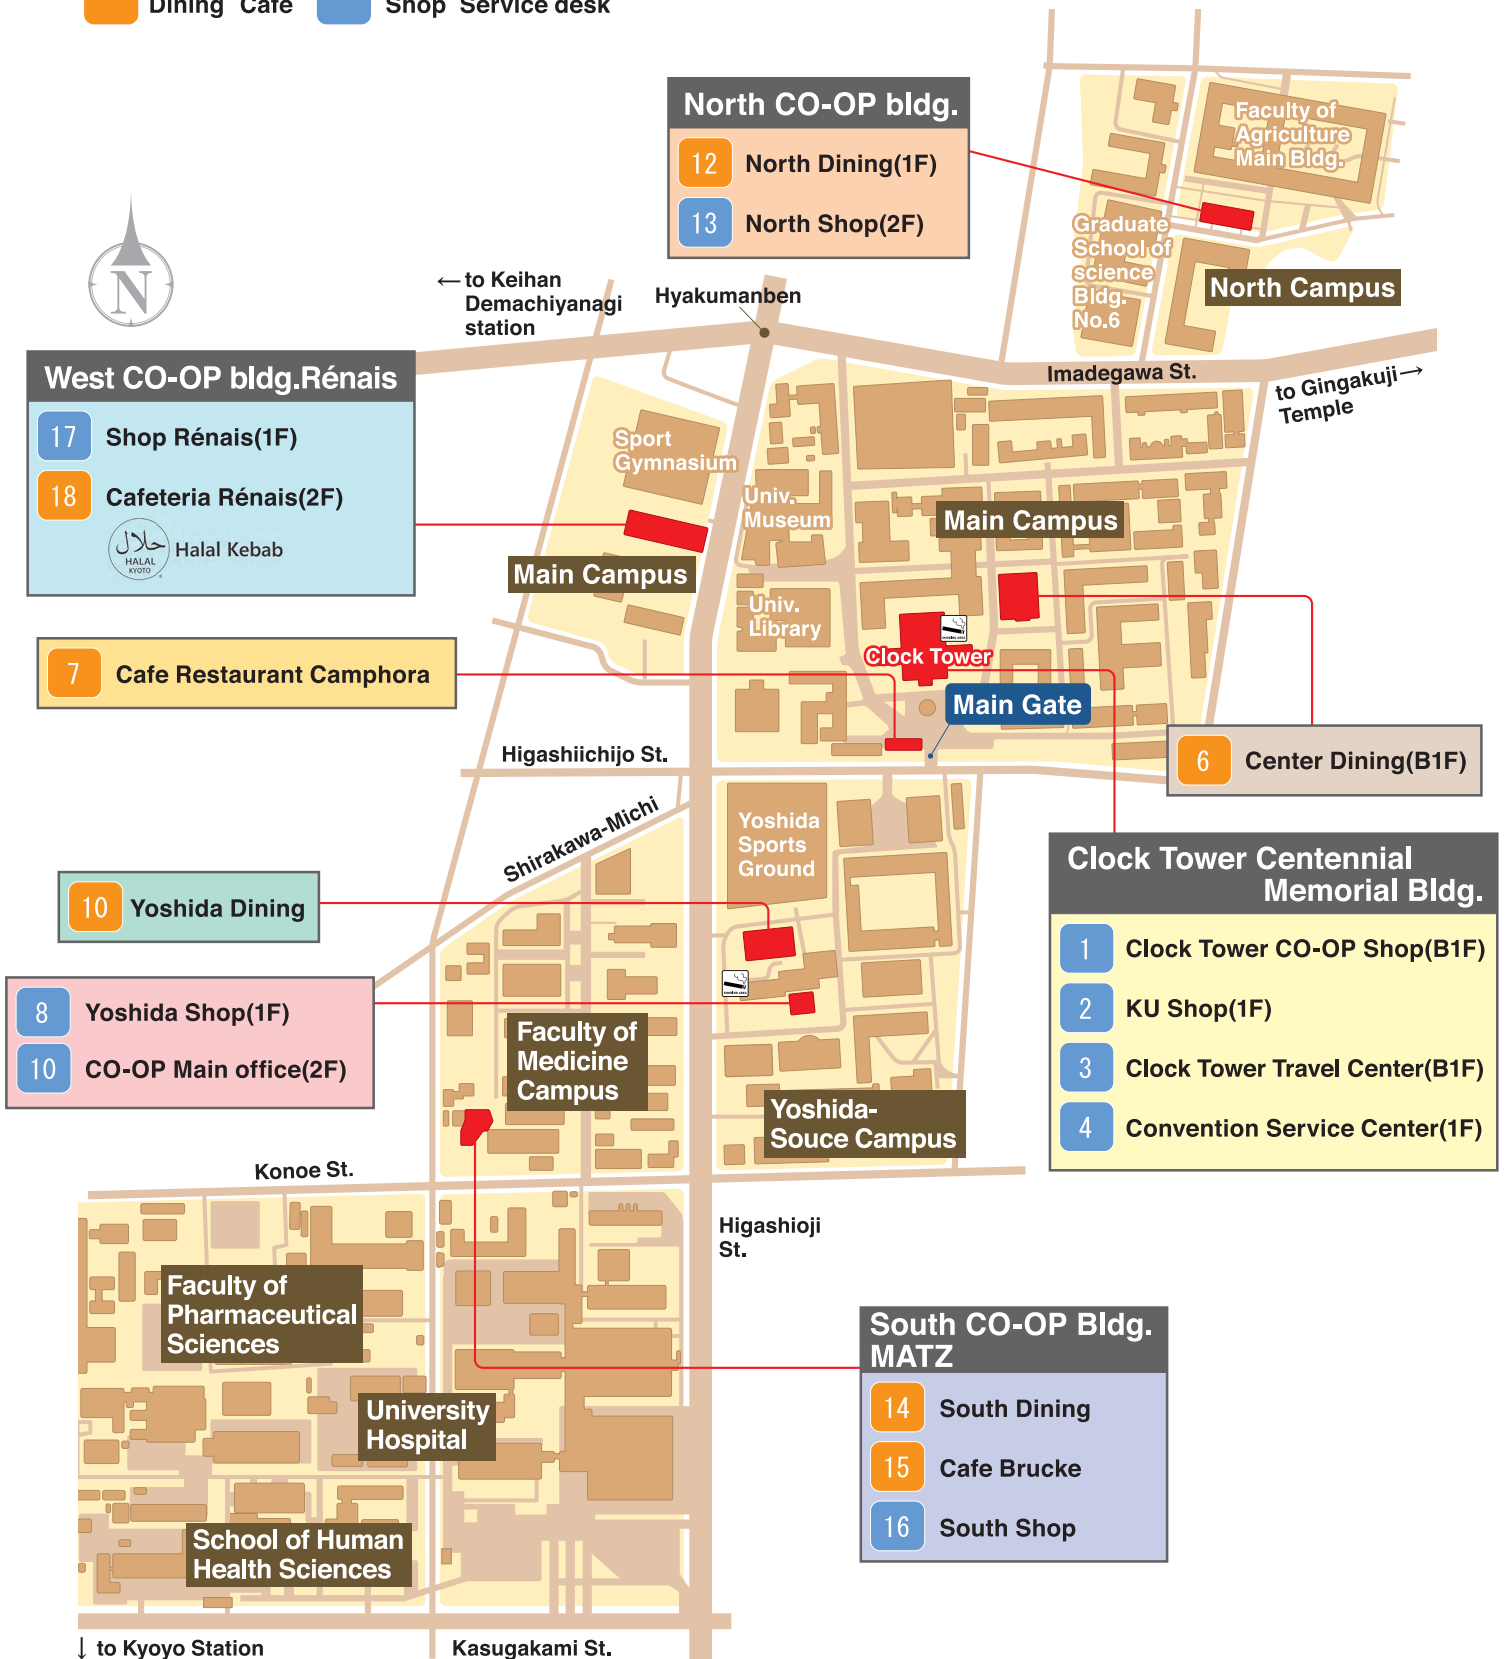 Dining Cafe
Shop Service desk
North CO-OP bldg.
12 North Dining(1F)
13 North Shop(2F)
Faculty of
Agriculture
Main Bldg.
Graduate
School of
science
Bldg.
No.6
North Campus
N
← to Keihan
Demachiyanagi
station
Hyakumanben
Imadegawa St.
to Gingakuji →
Temple
West CO-OP bldg.Rénais
17 Shop Rénais(1F)
18 Cafeteria Rénais(2F)
حلال
HALAL
KYOTO
Halal Kebab
Sport
Gymnasium
Univ.
Museum
Main Campus
Main Campus
Univ.
Library
Clock Tower
7 Cafe Restaurant Camphora
Main Gate
Higashiichijo St.
6 Center Dining(B1F)
Shirakawa-Michi
Yoshida
Sports
Ground
Clock Tower Centennial
Memorial Bldg.
1 Clock Tower CO-OP Shop(B1F)
2 KU Shop(1F)
3 Clock Tower Travel Center(B1F)
4 Convention Service Center(1F)
10 Yoshida Dining
8 Yoshida Shop(1F)
10 CO-OP Main office(2F)
Faculty of
Medicine
Campus
Yoshida-
Souce Campus
Konoe St.
Higashioji
St.
Faculty of
Pharmaceutical
Sciences
South CO-OP Bldg.
MATZ
14 South Dining
15 Cafe Brucke
16 South Shop
University
Hospital
School of Human
Health Sciences
↓ to Kyoyo Station
Kasugakami St.